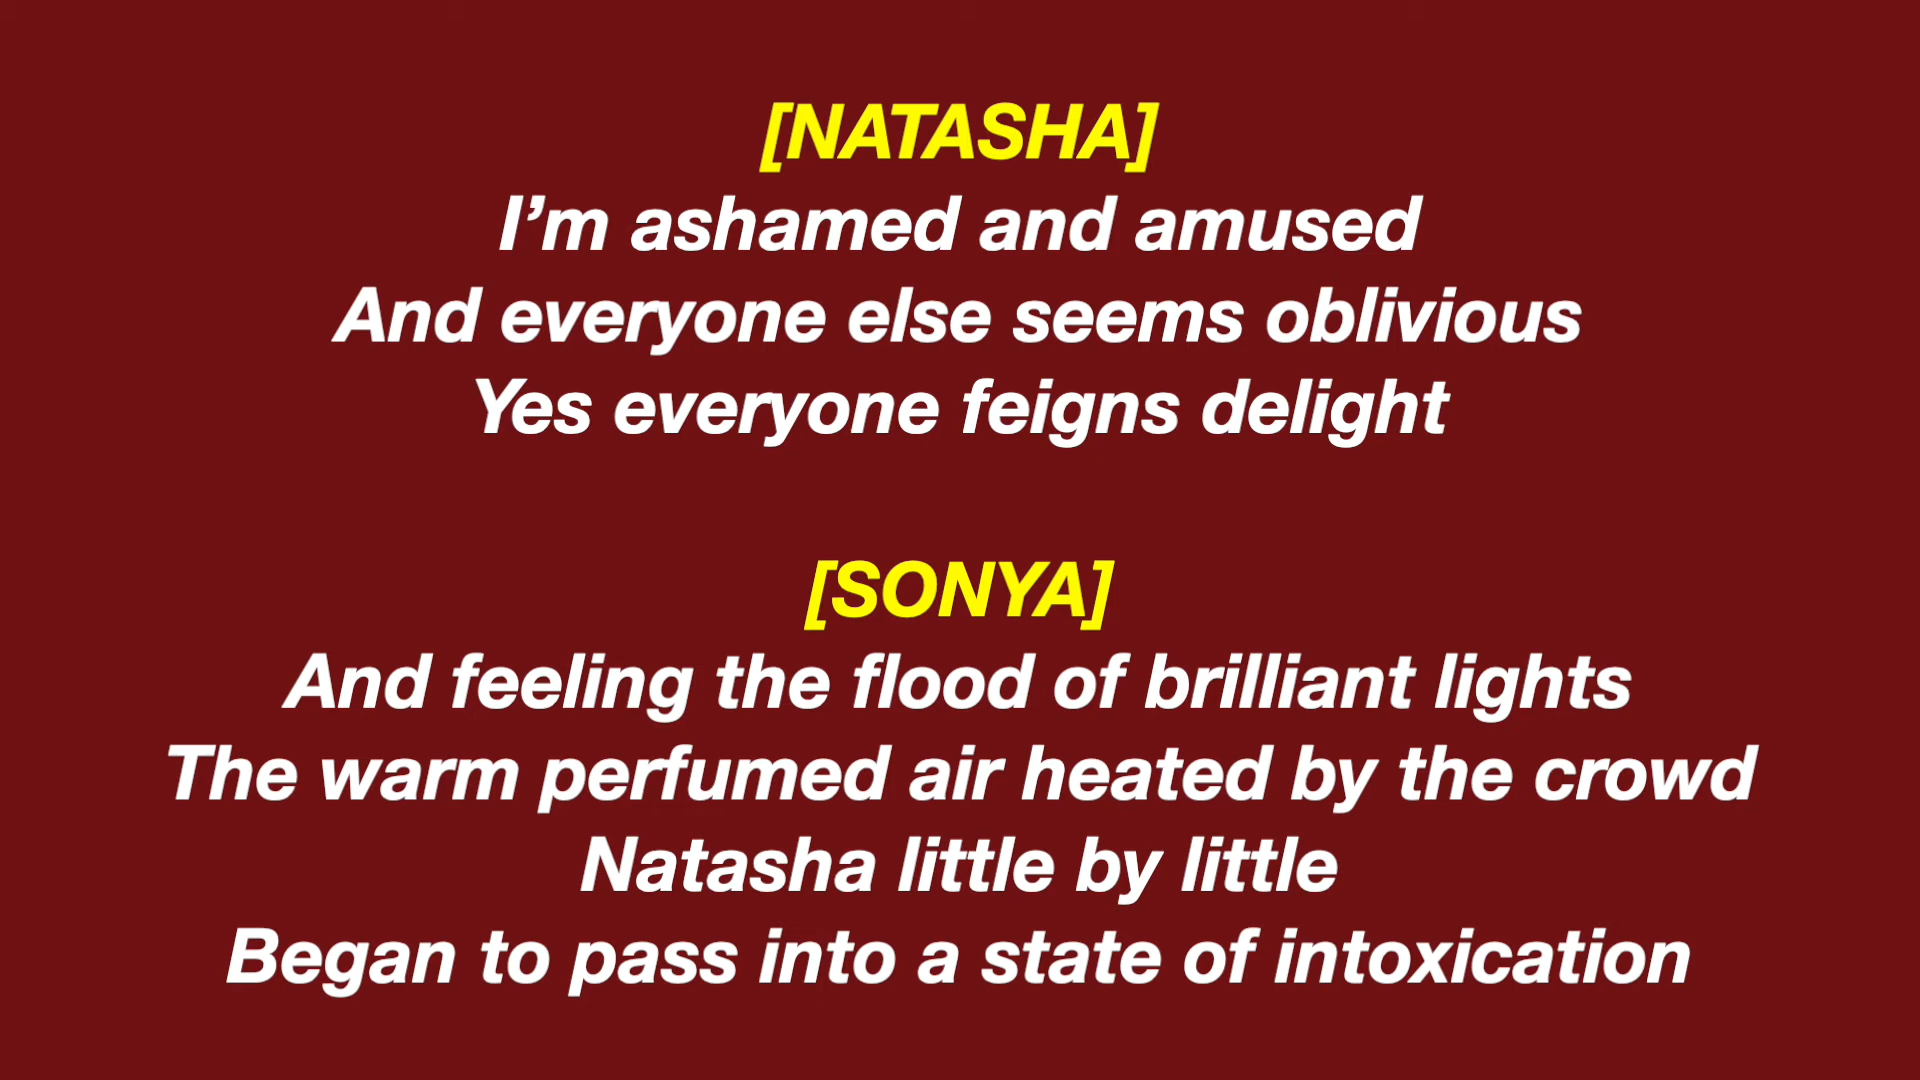 [NATASHA]
I’m ashamed and amused
And everyone else seems oblivious
Yes everyone feigns delight
[SONYA]
And feeling the flood of brilliant lights
The warm perfumed air heated by the crowd
Natasha little by little
Began to pass into a state of intoxication